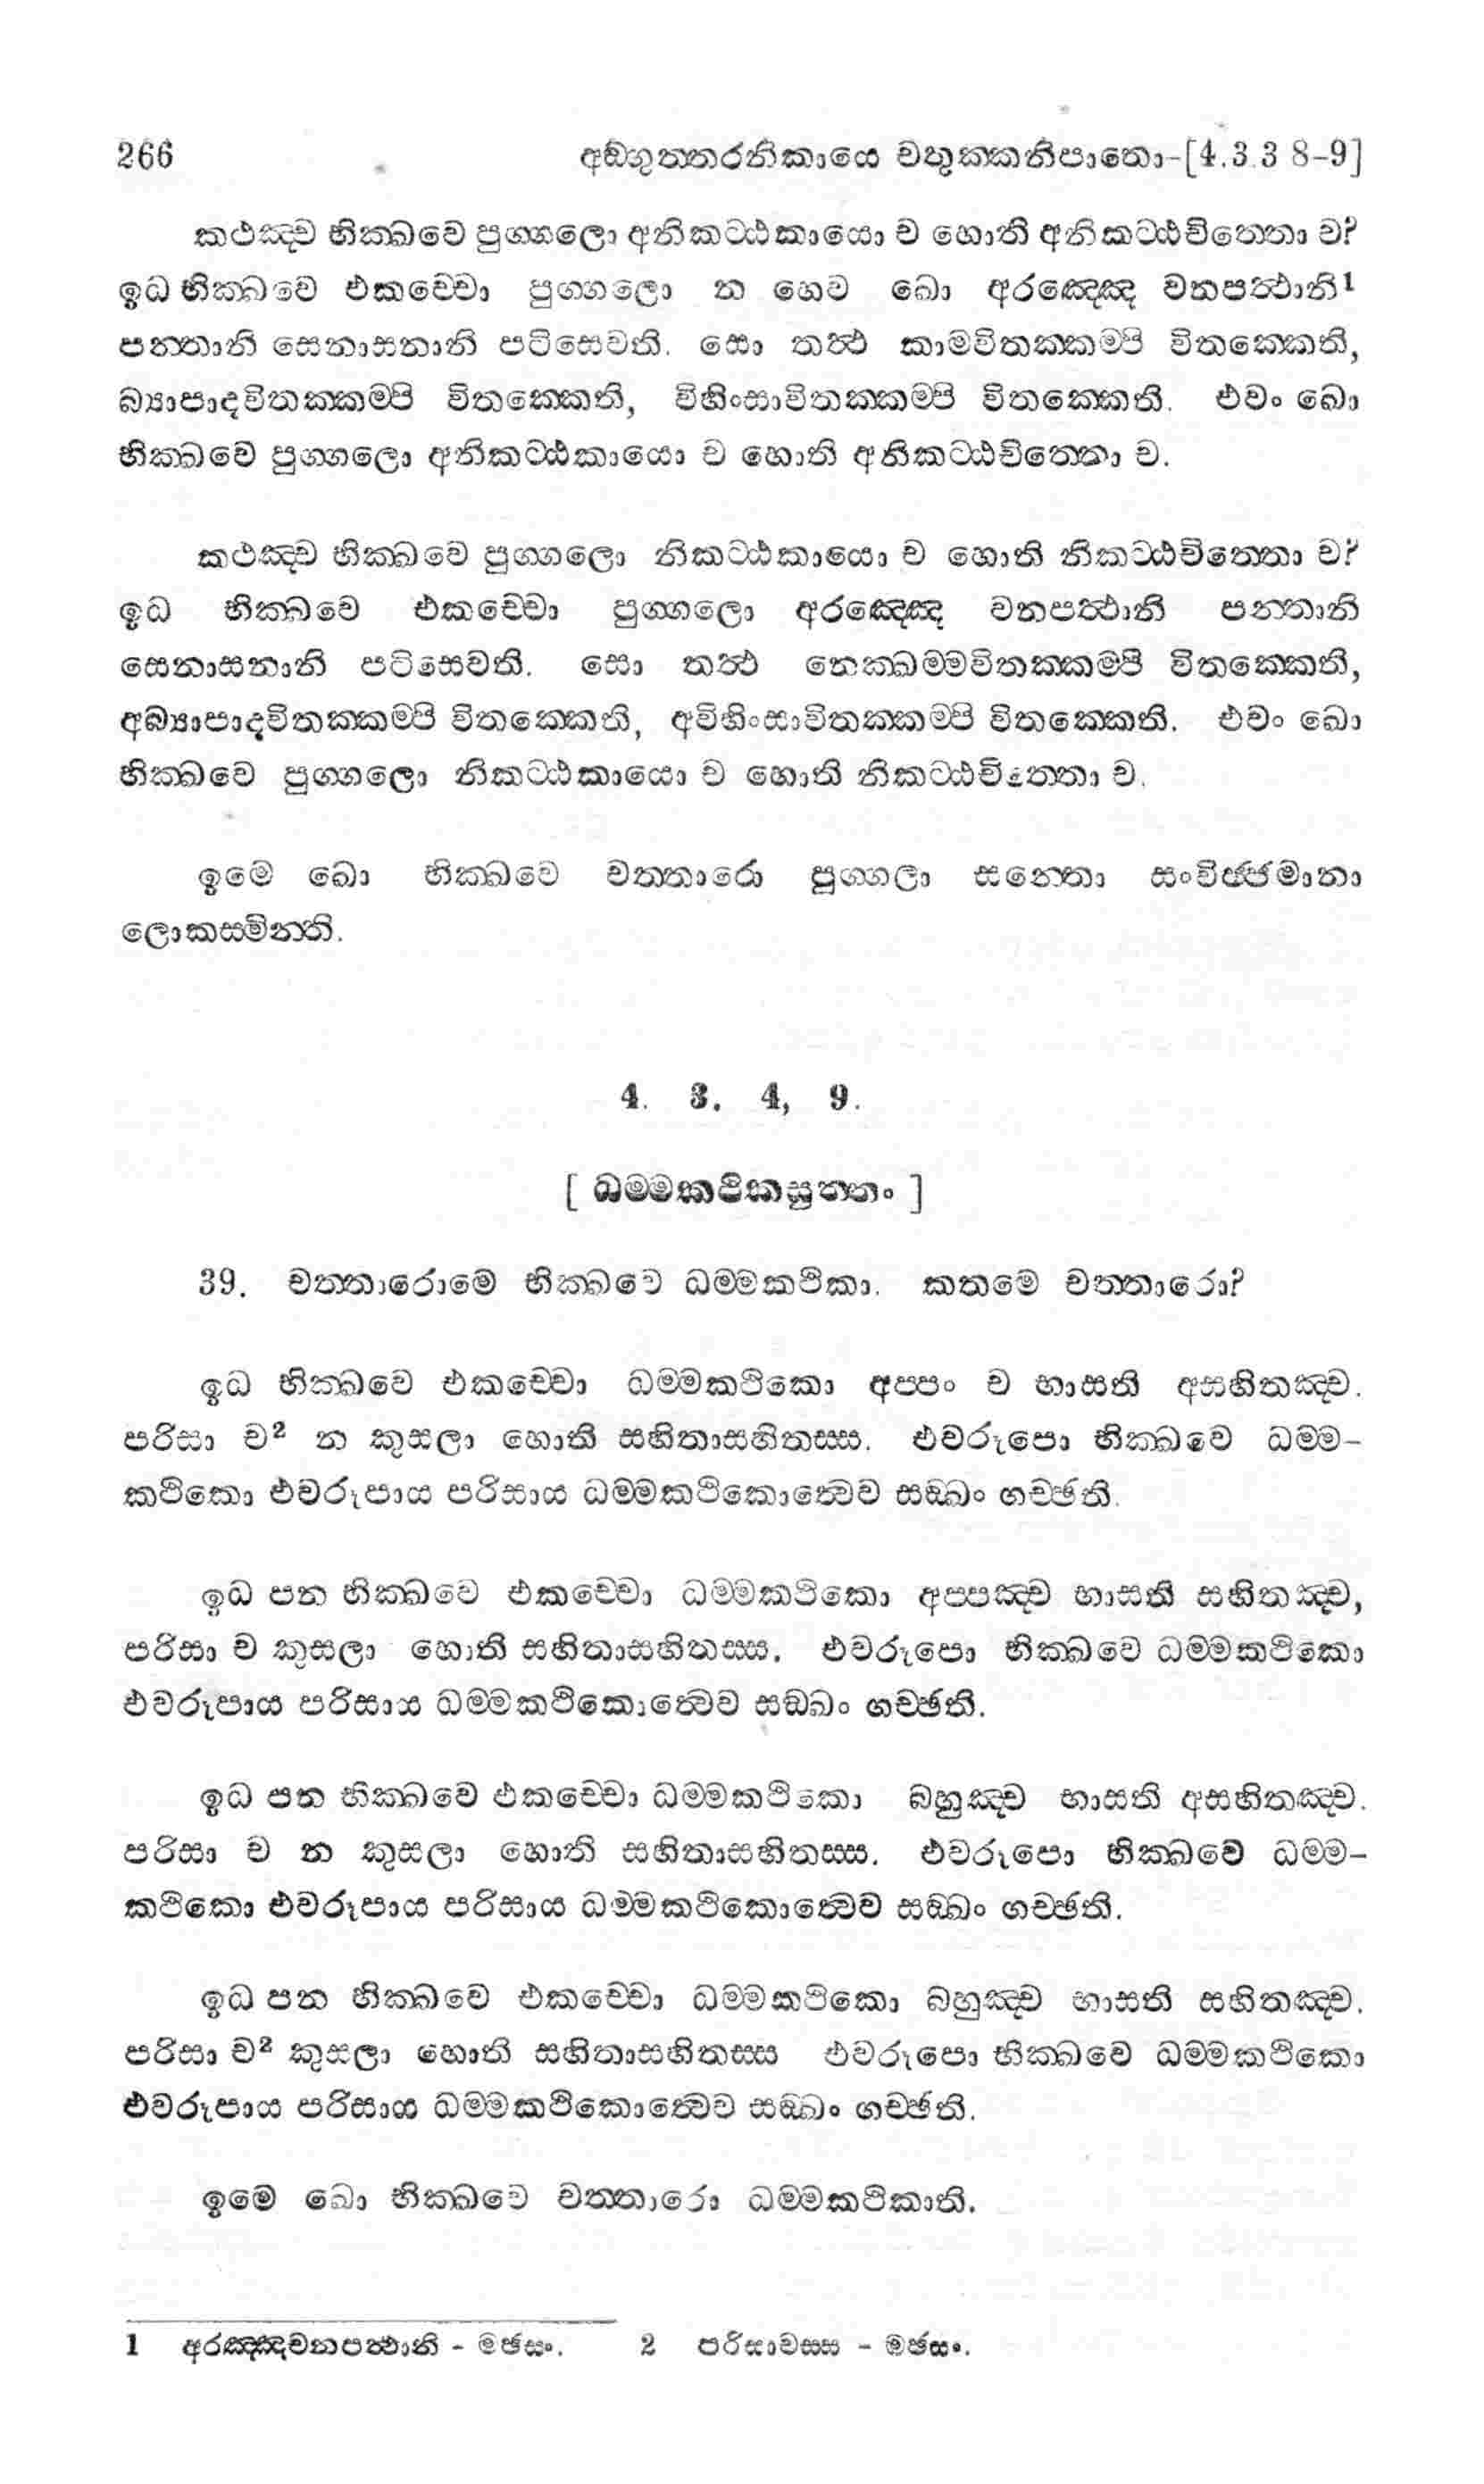 266 අඞ්ගුත්තරනිකායෙ චතුක්කනිපාතො-[4.3.3 8-9]
කථඤ්ච භික්ඛවෙ පුග්ගලො අනිකට්ඨකායො ච හොති අනිකට්ඨචිත්තො ච?
ඉධ භික්ඛවෙ එකච්චො පුග්ගලො න හෙව ඛො අරඤ්ඤෙ වනපත්ථානි¹
පන්තානි සෙනාසනානි පටිසෙවති. සො තත්ථ කාමවිතක්කම්පි විතක්කෙති,
බ්‍යාපාදවිතක්කම්පි විතක්කෙති, විහිංසාවිතක්කම්පි විතක්කෙති. එවං ඛො
භික්ඛවෙ පුග්ගලො අනිකට්ඨකායො ච හොති අනිකට්ඨචිත්තො ච.
කථඤ්ච භික්ඛවෙ පුග්ගලො නිකට්ඨකායො ච හොති නිකට්ඨචිත්තො ච?
ඉධ භික්ඛවෙ එකච්චො පුග්ගලො අරඤ්ඤෙ වනපත්ථානි පන්තානි
සෙනාසනානි පටිසෙවති. සො තත්ථ නෙක්ඛම්මවිතක්කම්පි විතක්කෙති,
අබ්‍යාපාදවිතක්කම්පි විතක්කෙති, අවිහිංසාවිතක්කම්පි විතක්කෙති. එවං ඛො
භික්ඛවෙ පුග්ගලො නිකට්ඨකායො ච හොති නිකට්ඨචිත්තො ච.
ඉමෙ ඛො භික්ඛවෙ චත්තාරො පුග්ගලා සන්තො සංවිජ්ජමානා
ලොකස්මින්ති.
4. 3. 4, 9.
[ ධම්මකථිකසුත්තං ]
39. චත්තාරොමෙ භික්ඛවෙ ධම්මකථිකා. කතමෙ චත්තාරො?
ඉධ භික්ඛවෙ එකච්චො ධම්මකථිකො අප්පං ච භාසති අසහිතඤ්ච.
පරිසා ච² න කුසලා හොති සහිතාසහිතස්ස. එවරූපො භික්ඛවෙ ධම්ම-
කථිකො එවරූපාය පරිසාය ධම්මකථිකොත්වෙව සඞ්ඛං ගච්ඡති.
ඉධ පන භික්ඛවෙ එකච්චො ධම්මකථිකො අප්පඤ්ච භාසති සහිතඤ්ච,
පරිසා ච කුසලා හොති සහිතාසහිතස්ස. එවරූපො භික්ඛවෙ ධම්මකථිකො
එවරූපාය පරිසාය ධම්මකථිකොත්වෙව සඞ්ඛං ගච්ඡති.
ඉධ පන භික්ඛවෙ එකච්චො ධම්මකථිකො බහුඤ්ච භාසති අසහිතඤ්ච.
පරිසා ච න කුසලා හොති සහිතාසහිතස්ස. එවරූපො භික්ඛවෙ ධම්ම-
කථිකො එවරූපාය පරිසාය ධම්මකථිකොත්වෙව සඞ්ඛං ගච්ඡති.
ඉධ පන භික්ඛවෙ එකච්චො ධම්මකථිකො බහුඤ්ච භාසති සහිතඤ්ච.
පරිසා ච² කුසලා හොති සහිතාසහිතස්ස එවරූපො භික්ඛවෙ ධම්මකථිකො
එවරූපාය පරිසාය ධම්මකථිකොත්වෙව සඞ්ඛං ගච්ඡති.
ඉමෙ ඛො භික්ඛවෙ චත්තාරො ධම්මකථිකාති.
1 අරඤ්ඤවනපත්ථානි - මඡසං. 2 පරිසාවස්ස - මඡසං.